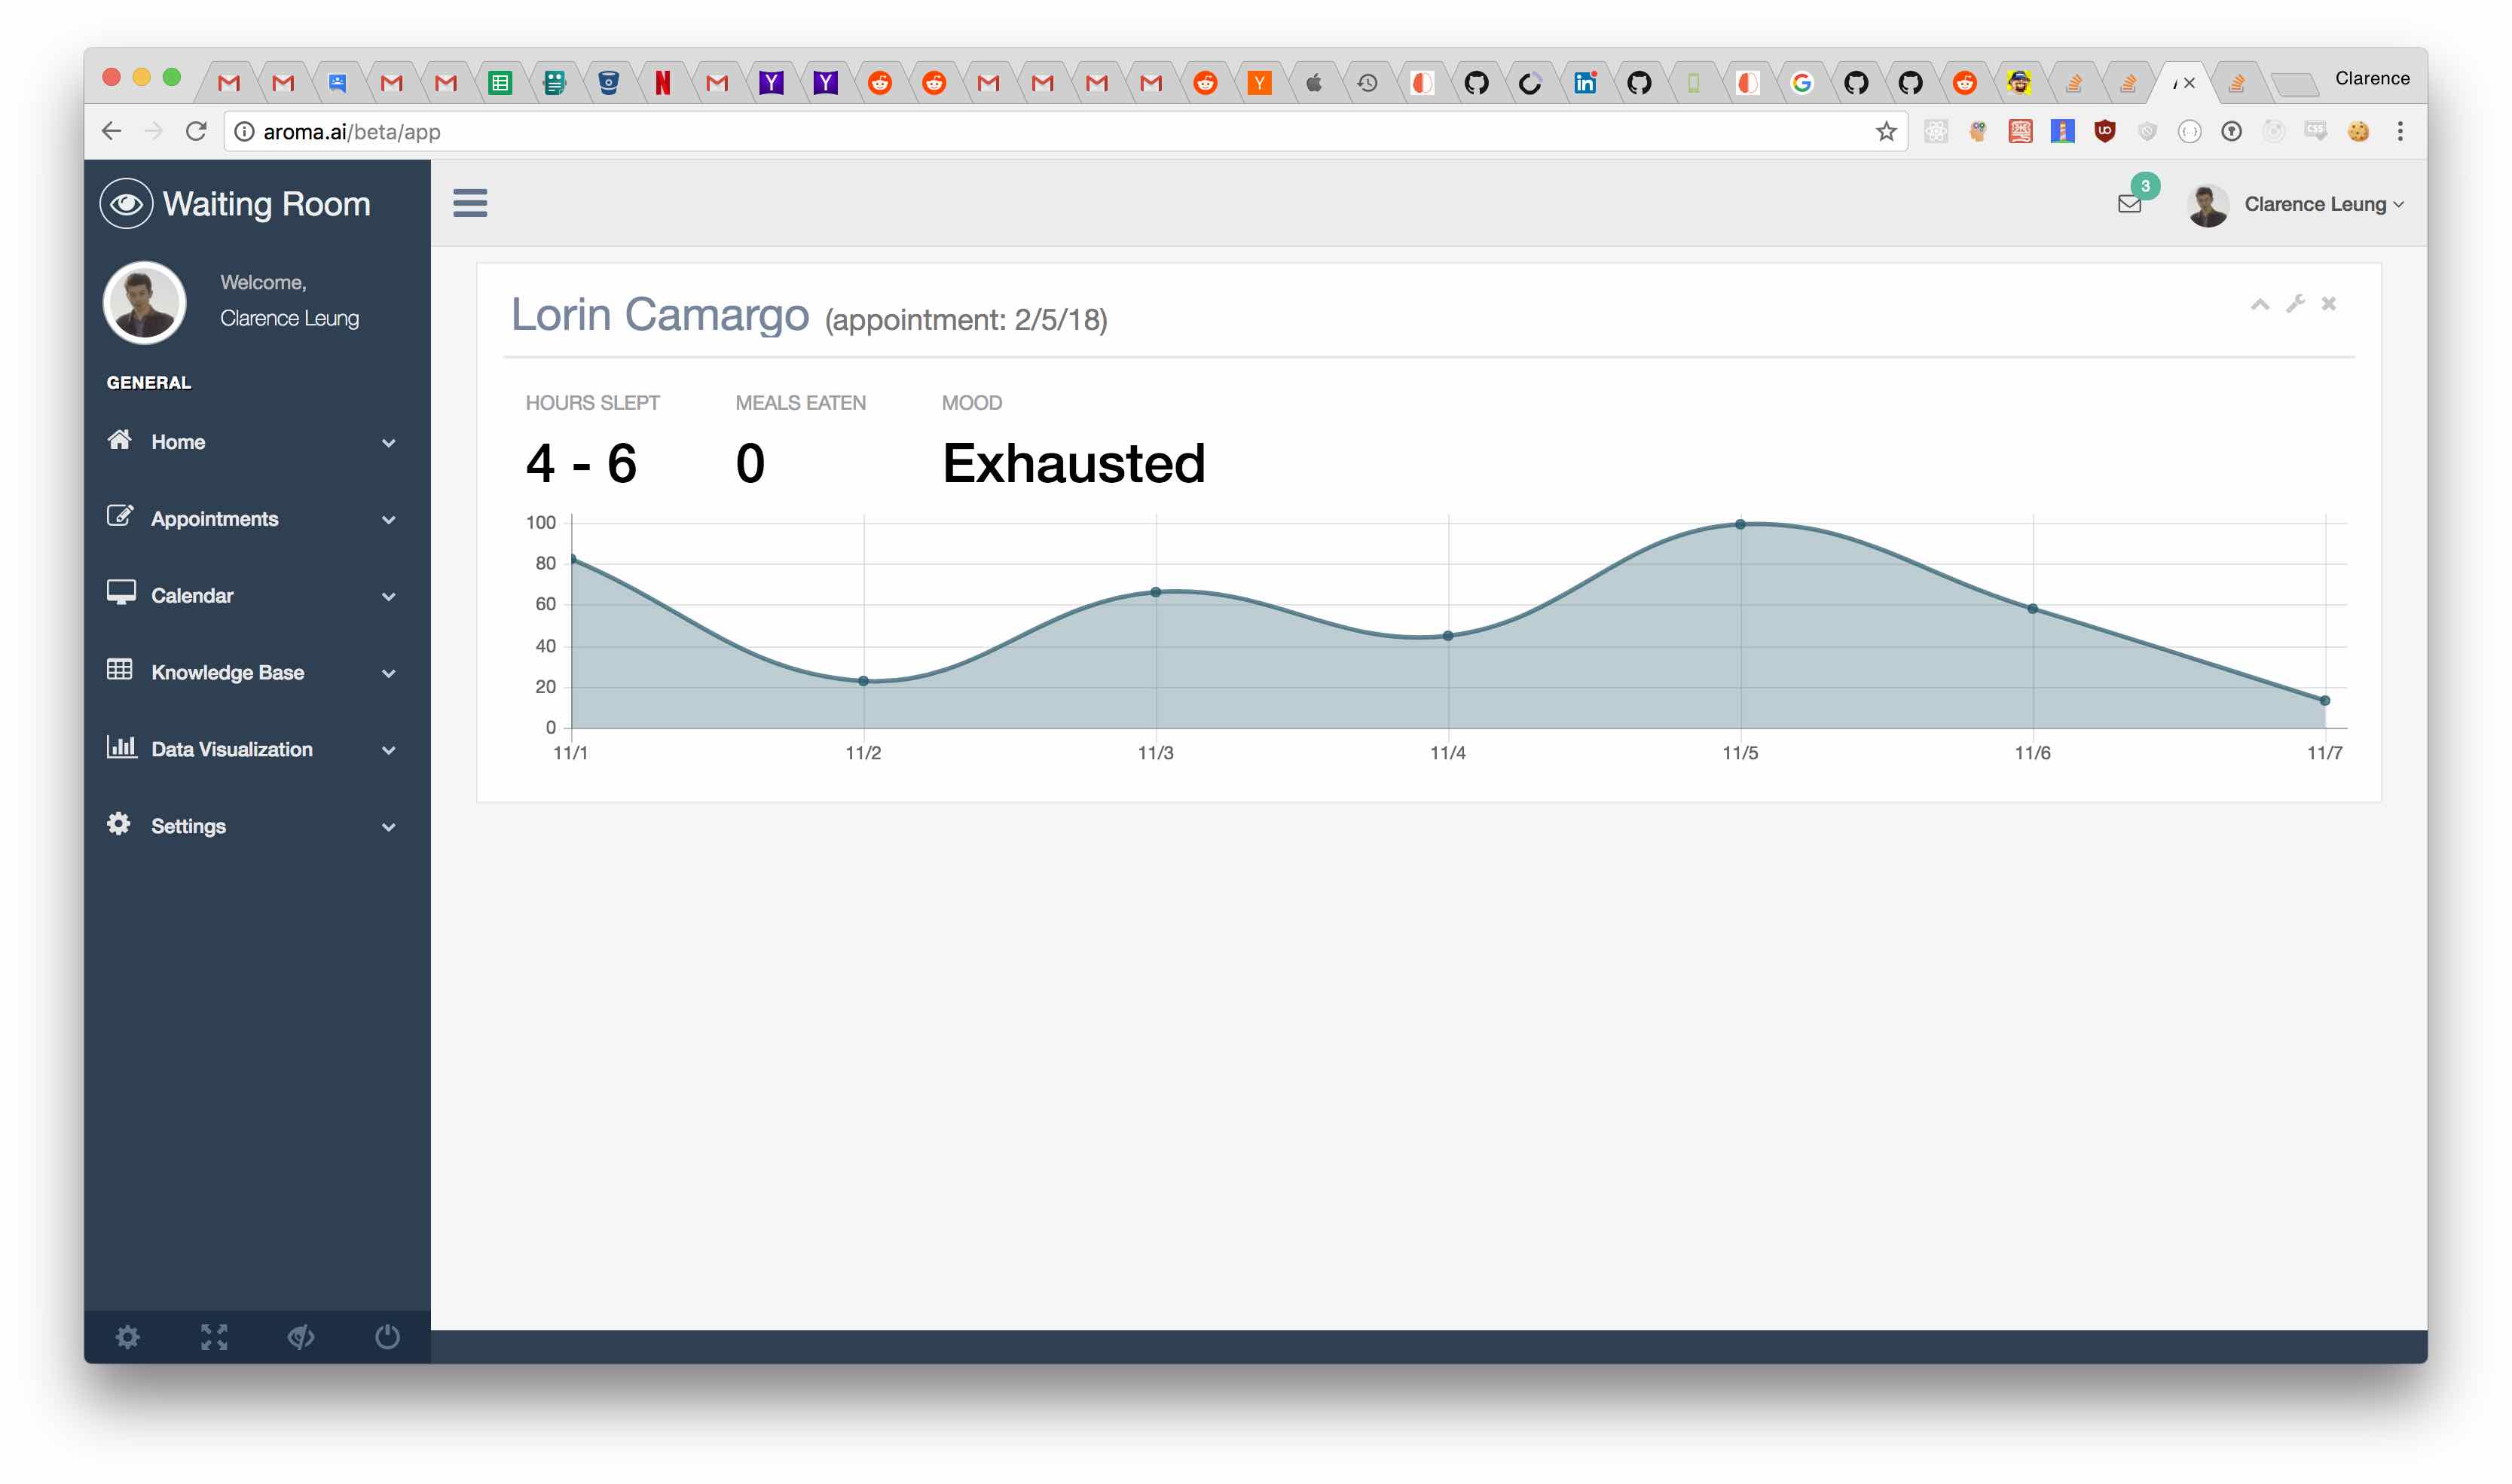 Clarence
aroma.ai/beta/app
Waiting Room
3
Clarence Leung
Welcome,
Clarence Leung
GENERAL
Home
Appointments
Calendar
Knowledge Base
Data Visualization
Settings
Lorin Camargo (appointment: 2/5/18)
HOURS SLEPT MEALS EATEN MOOD
4 - 6 0 Exhausted
100
80
60
40
20
0
11/1 11/2 11/3 11/4 11/5 11/6 11/7